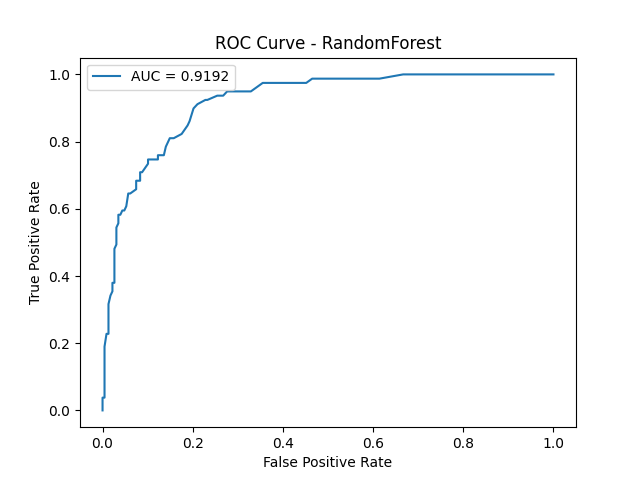 ROC Curve - RandomForest
AUC = 0.9192
1.0
0.8
0.6
0.4
0.2
0.0
True Positive Rate
0.0 0.2 0.4 0.6 0.8 1.0
False Positive Rate